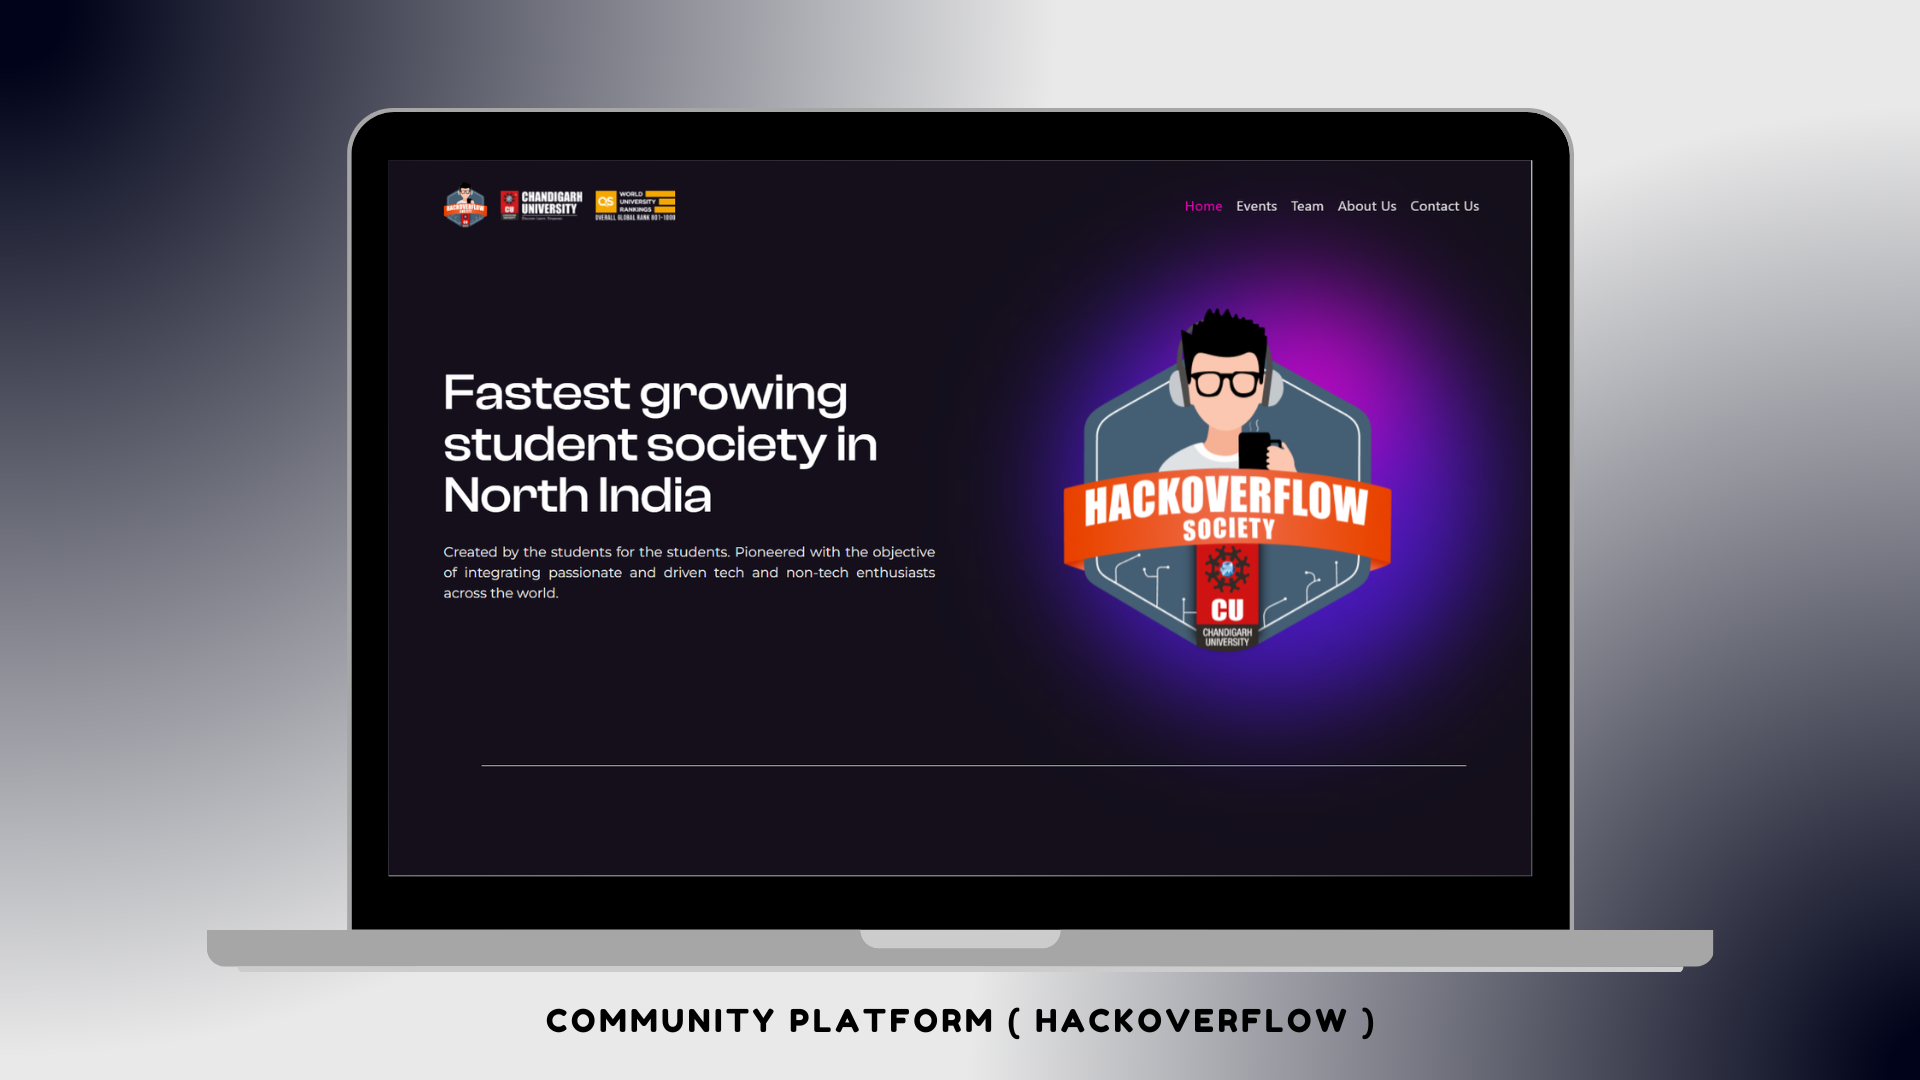 HACKOVERFLOW
SOCIETY
CU
CHANDIGARH
UNIVERSITY
QS
WORLD
UNIVERSITY
RANKINGS
OVERALL GLOBAL RANK 801-1000
Home Events Team About Us Contact Us
Fastest growing
student society in
North India
Created by the students for the students. Pioneered with the objective
of integrating passionate and driven tech and non-tech enthusiasts
across the world.
HACKOVERFLOW
SOCIETY
CU
CHANDIGARH
UNIVERSITY
COMMUNITY PLATFORM ( HACKOVERFLOW )